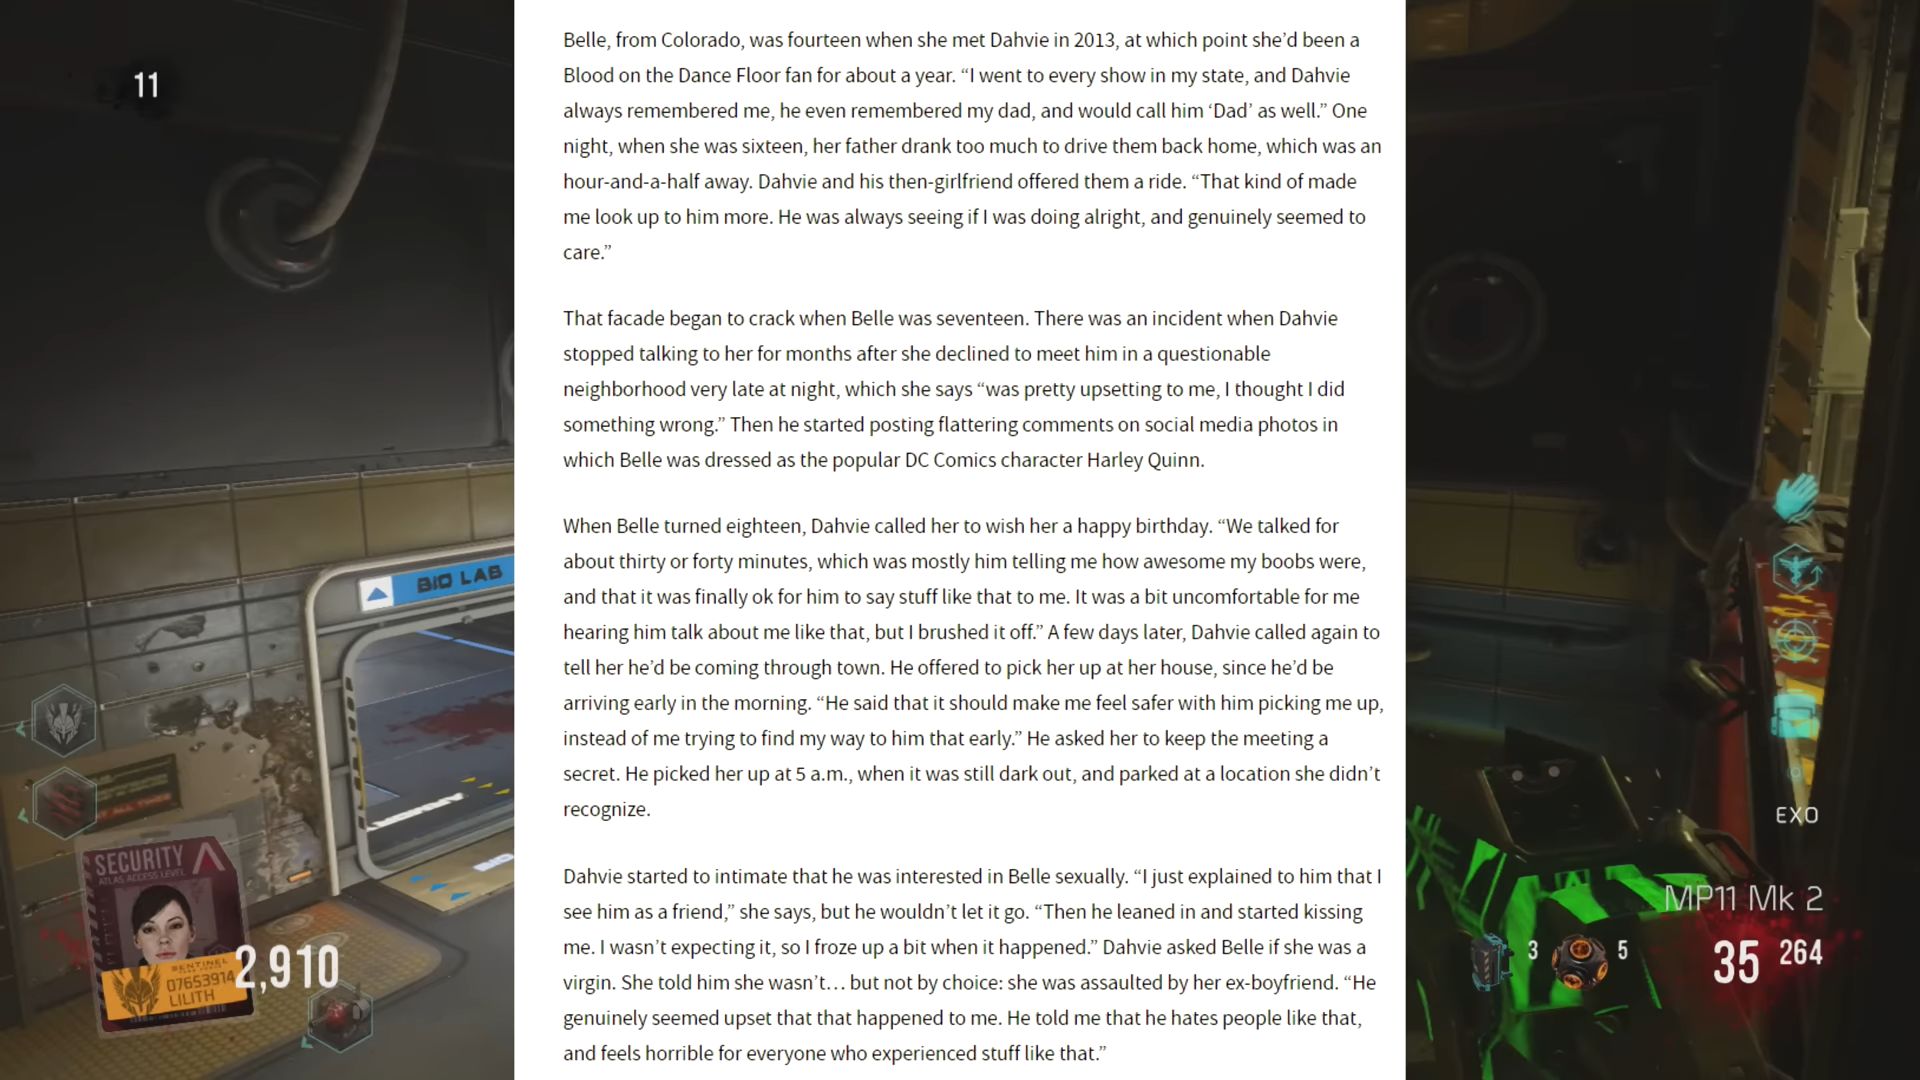 11
Belle, from Colorado, was fourteen when she met Dahvie in 2013, at which point she’d been a
Blood on the Dance Floor fan for about a year. “I went to every show in my state, and Dahvie
always remembered me, he even remembered my dad, and would call him ‘Dad’ as well.” One
night, when she was sixteen, her father drank too much to drive them back home, which was an
hour-and-a-half away. Dahvie and his then-girlfriend offered them a ride. “That kind of made
me look up to him more. He was always seeing if I was doing alright, and genuinely seemed to
care.”
That facade began to crack when Belle was seventeen. There was an incident when Dahvie
stopped talking to her for months after she declined to meet him in a questionable
neighborhood very late at night, which she says “was pretty upsetting to me, I thought I did
something wrong.” Then he started posting flattering comments on social media photos in
which Belle was dressed as the popular DC Comics character Harley Quinn.
When Belle turned eighteen, Dahvie called her to wish her a happy birthday. “We talked for
about thirty or forty minutes, which was mostly him telling me how awesome my boobs were,
and that it was finally ok for him to say stuff like that to me. It was a bit uncomfortable for me
hearing him talk about me like that, but I brushed it off.” A few days later, Dahvie called again to
tell her he’d be coming through town. He offered to pick her up at her house, since he’d be
arriving early in the morning. “He said that it should make me feel safer with him picking me up,
instead of me trying to find my way to him that early.” He asked her to keep the meeting a
secret. He picked her up at 5 a.m., when it was still dark out, and parked at a location she didn’t
recognize.
Dahvie started to intimate that he was interested in Belle sexually. “I just explained to him that I
see him as a friend,” she says, but he wouldn’t let it go. “Then he leaned in and started kissing
me. I wasn’t expecting it, so I froze up a bit when it happened.” Dahvie asked Belle if she was a
virgin. She told him she wasn’t… but not by choice: she was assaulted by her ex-boyfriend. “He
genuinely seemed upset that that happened to me. He told me that he hates people like that,
and feels horrible for everyone who experienced stuff like that.”
BIO LAB
BIO
SECURITY
ATLAS ACCESS LEVEL
SENTINEL
07653914
LILITH
2,910
EXO
MP11 Mk 2
3
5
35
264